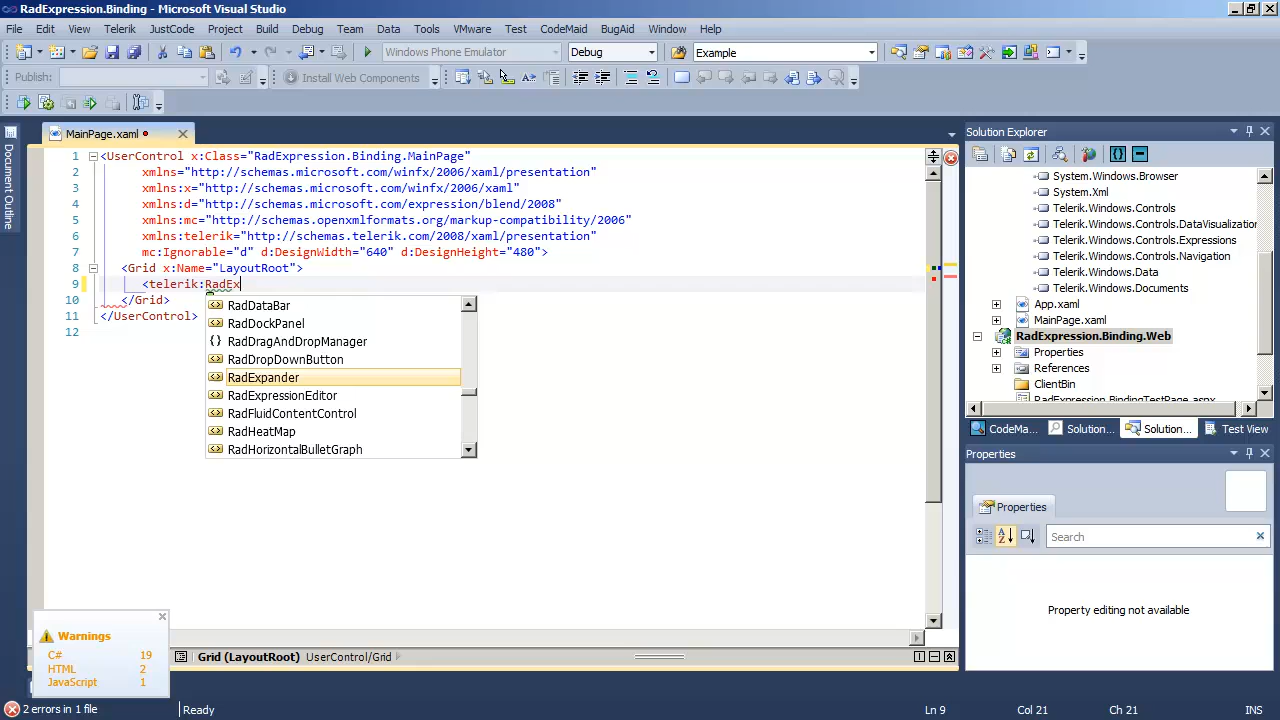 RadExpression.Binding - Microsoft Visual Studio
File Edit View Telerik JustCode Project Build Debug Team Data Tools VMware Test CodeMaid BugAid Window Help
Windows Phone Emulator Debug Example
Publish: Install Web Components
Document Outline
MainPage.xaml
1 <UserControl x:Class="RadExpression.Binding.MainPage"
2 xmlns="http://schemas.microsoft.com/winfx/2006/xaml/presentation"
3 xmlns:x="http://schemas.microsoft.com/winfx/2006/xaml"
4 xmlns:d="http://schemas.microsoft.com/expression/blend/2008"
5 xmlns:mc="http://schemas.openxmlformats.org/markup-compatibility/2006"
6 xmlns:telerik="http://schemas.telerik.com/2008/xaml/presentation"
7 mc:Ignorable="d" d:DesignWidth="640" d:DesignHeight="480">
8 <Grid x:Name="LayoutRoot">
9 <telerik:RadEx
10 </Grid>
11 </UserControl>
12
RadDataBar
RadDockPanel
RadDragAndDropManager
RadDropDownButton
RadExpander
RadExpressionEditor
RadFluidContentControl
RadHeatMap
RadHorizontalBulletGraph
Warnings
C# 19
HTML 2
JavaScript 1
Grid (LayoutRoot) UserControl/Grid
Solution Explorer
System.Windows.Browser
System.Xml
Telerik.Windows.Controls
Telerik.Windows.Controls.DataVisualization
Telerik.Windows.Controls.Expressions
Telerik.Windows.Controls.Navigation
Telerik.Windows.Data
Telerik.Windows.Documents
App.xaml
MainPage.xaml
RadExpression.Binding.Web
Properties
References
ClientBin
RadExpression.BindingTestPage.aspx
CodeMa... Solution... Solution... Test View
Properties
Properties
Search
Property editing not available
2 errors in 1 file Ready Ln 9 Col 21 Ch 21 INS